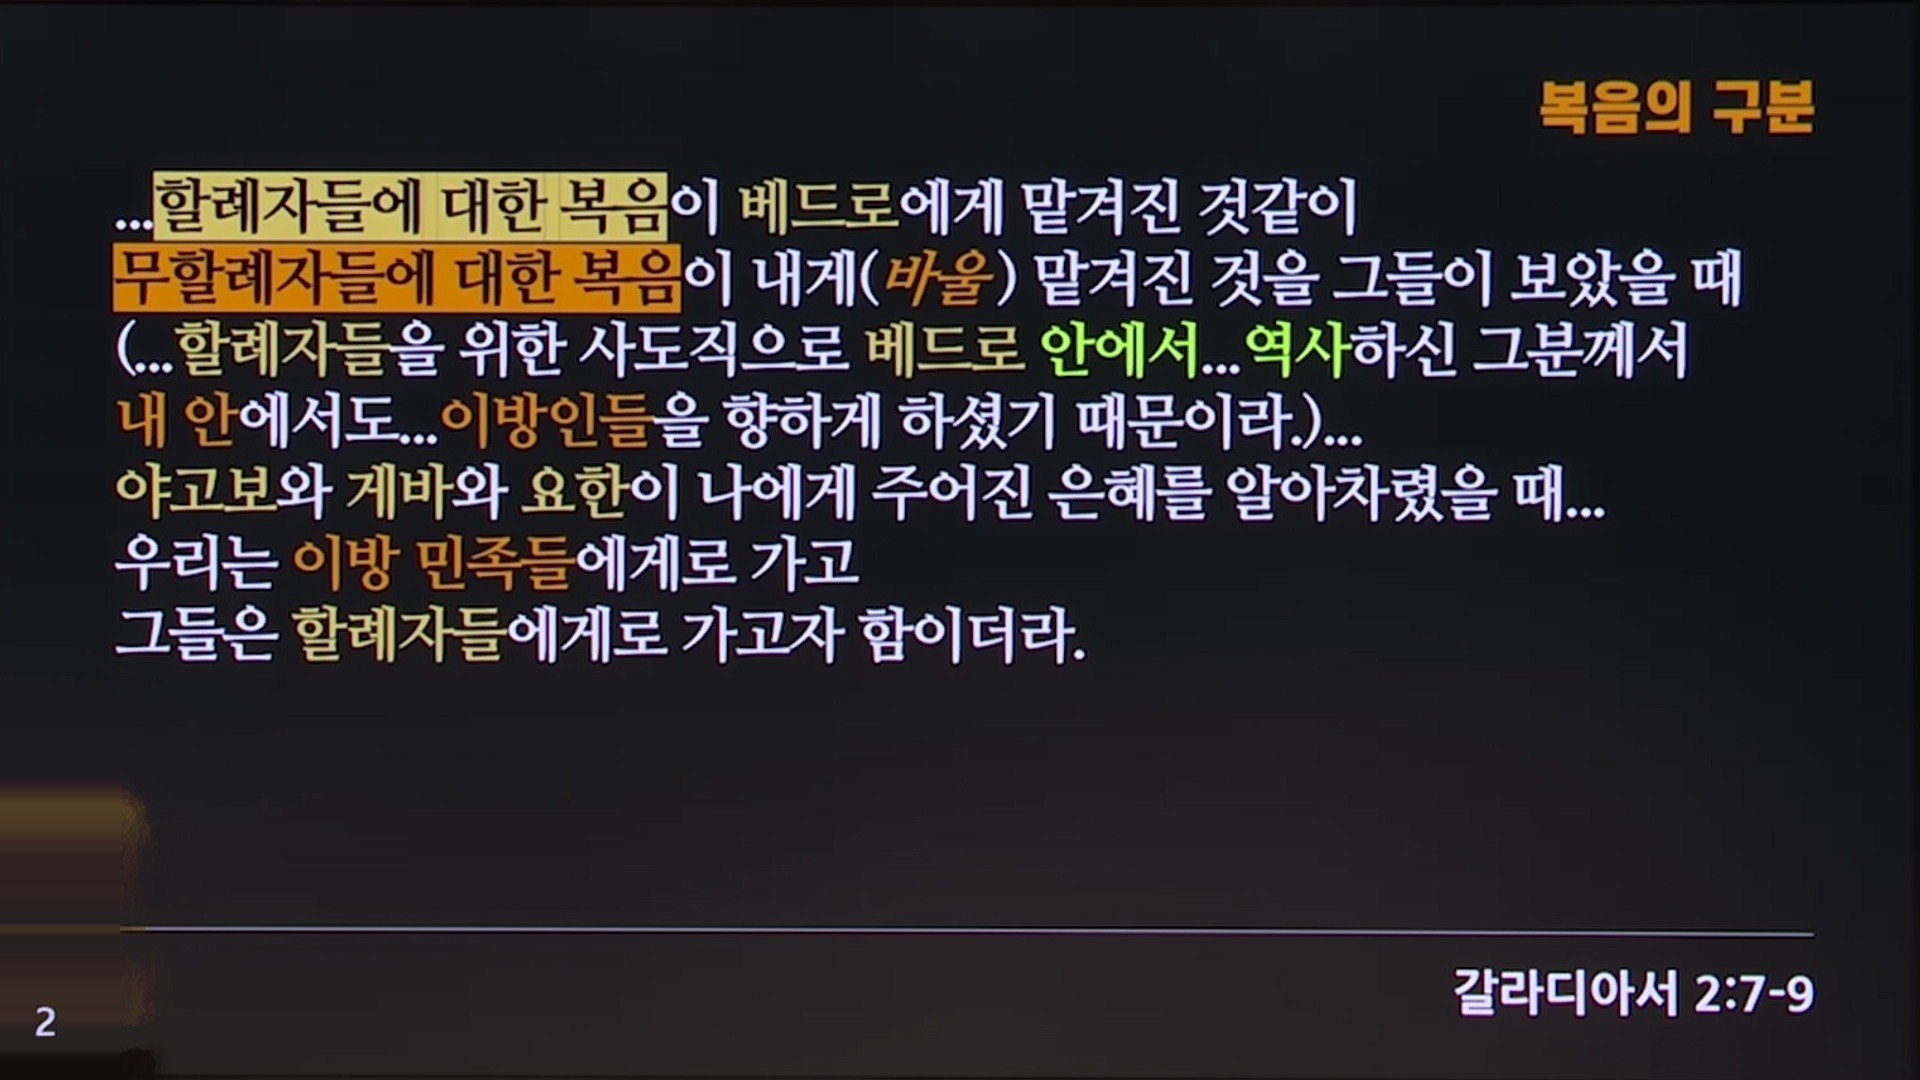 복음의 구분
...할례자들에 대한 복음이 베드로에게 맡겨진 것같이
무할례자들에 대한 복음이 내게(바울) 맡겨진 것을 그들이 보았을 때
(...할례자들을 위한 사도직으로 베드로 안에서...역사하신 그분께서
내 안에서도...이방인들을 향하게 하셨기 때문이라.)...
야고보와 게바와 요한이 나에게 주어진 은혜를 알아차렸을 때...
우리는 이방 민족들에게로 가고
그들은 할례자들에게로 가고자 함이더라.
갈라디아서 2:7-9
2